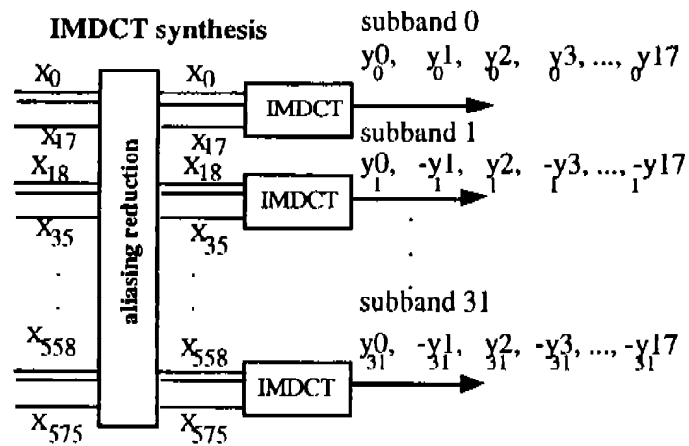 IMDCT synthesis
subband 0
y0, y1, y2, y3, ..., y17
0 0 0 0 0
X0 X0
IMDCT
X17 X17
subband 1
X18 X18
y0, -y1, y2, -y3, ..., -y17
1 1 1 1 1
IMDCT
X35 X35
aliasing reduction
subband 31
y0, -y1, y2, -y3, ..., -y17
31 31 31 31 31
X558 X558
IMDCT
X575 X575